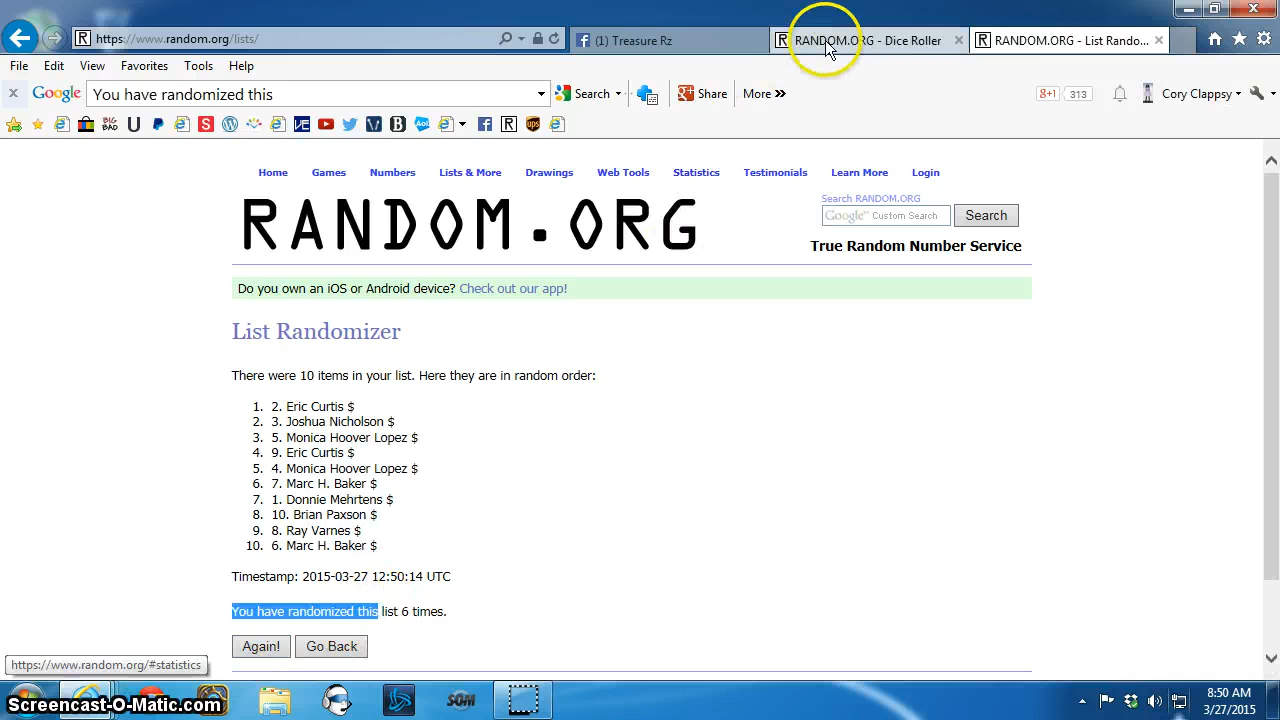 https://www.random.org/lists/
(1) Treasure Rz
RANDOM.ORG - Dice Roller
RANDOM.ORG - List Rando...
File Edit View Favorites Tools Help
Google You have randomized this Search Share More »
313 Cory Clappsy
Home Games Numbers Lists & More Drawings Web Tools Statistics Testimonials Learn More Login
RANDOM.ORG
Search RANDOM.ORG
Google™ Custom Search Search
True Random Number Service
Do you own an iOS or Android device? Check out our app!
List Randomizer
There were 10 items in your list. Here they are in random order:
1. 2. Eric Curtis $
2. 3. Joshua Nicholson $
3. 5. Monica Hoover Lopez $
4. 9. Eric Curtis $
5. 4. Monica Hoover Lopez $
6. 7. Marc H. Baker $
7. 1. Donnie Mehrtens $
8. 10. Brian Paxson $
9. 8. Ray Varnes $
10. 6. Marc H. Baker $
Timestamp: 2015-03-27 12:50:14 UTC
You have randomized this list 6 times.
Again! Go Back
https://www.random.org/#statistics
Screencast-O-Matic.com
SOM
8:50 AM
3/27/2015